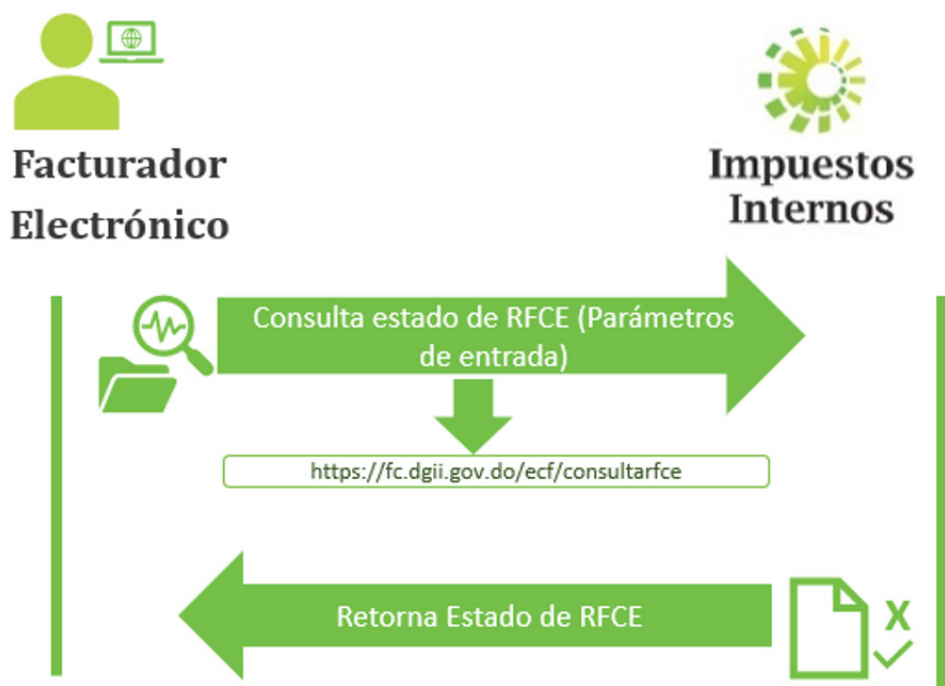 Facturador
Electrónico
Impuestos
Internos
Consulta estado de RFCE (Parámetros
de entrada)
https://fc.dgii.gov.do/ecf/consultarfce
Retorna Estado de RFCE
X